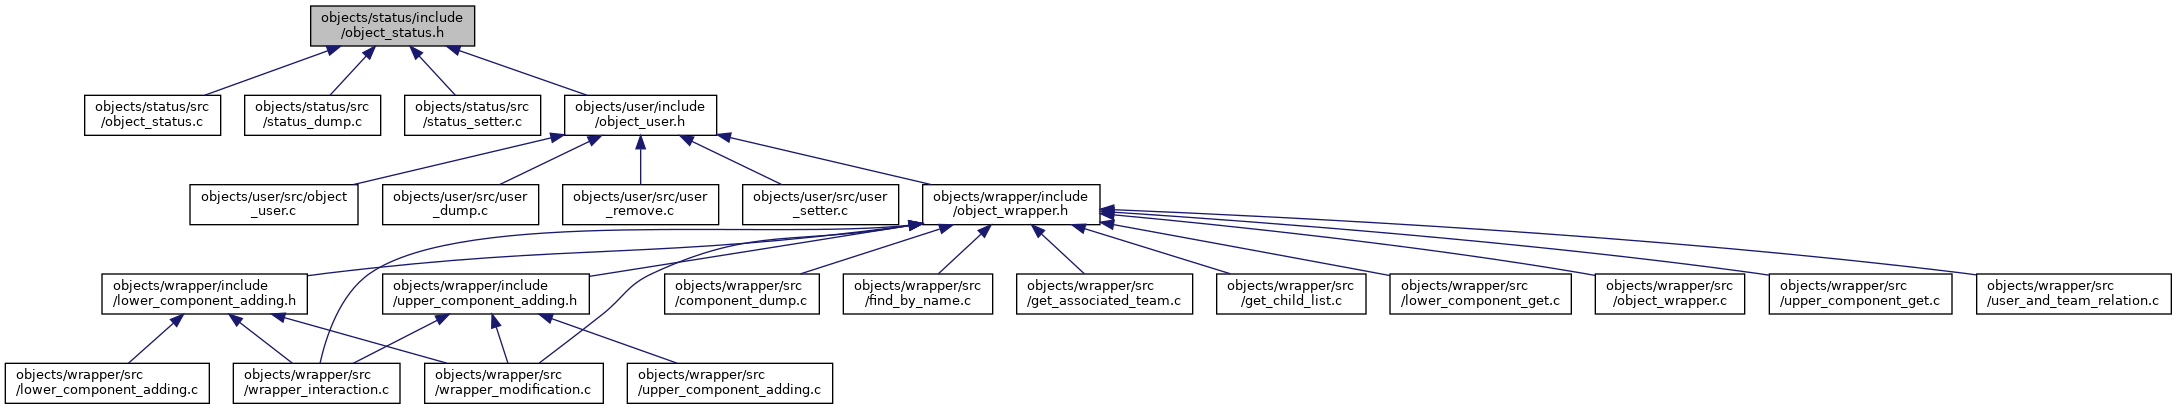 objects/status/include
/object_status.h
objects/status/src
/object_status.c
objects/status/src
/status_dump.c
objects/status/src
/status_setter.c
objects/user/include
/object_user.h
objects/user/src/object
_user.c
objects/user/src/user
_dump.c
objects/user/src/user
_remove.c
objects/user/src/user
_setter.c
objects/wrapper/include
/object_wrapper.h
objects/wrapper/include
/lower_component_adding.h
objects/wrapper/include
/upper_component_adding.h
objects/wrapper/src
/component_dump.c
objects/wrapper/src
/find_by_name.c
objects/wrapper/src
/get_associated_team.c
objects/wrapper/src
/get_child_list.c
objects/wrapper/src
/lower_component_get.c
objects/wrapper/src
/object_wrapper.c
objects/wrapper/src
/upper_component_get.c
objects/wrapper/src
/user_and_team_relation.c
objects/wrapper/src
/lower_component_adding.c
objects/wrapper/src
/wrapper_interaction.c
objects/wrapper/src
/wrapper_modification.c
objects/wrapper/src
/upper_component_adding.c